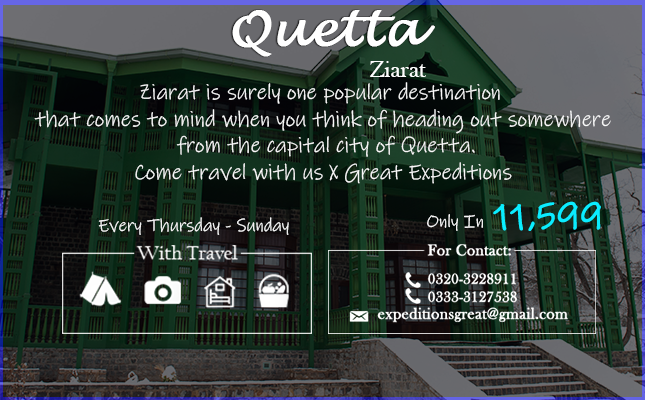 Quetta
Ziarat
Ziarat is surely one popular destination
that comes to mind when you think of heading out somewhere
from the capital city of Quetta.
Come travel with us X Great Expeditions
Every Thursday - Sunday
Only In 11,599
With Travel
For Contact:
0320-3228911
0333-3127538
expeditionsgreat@gmail.com